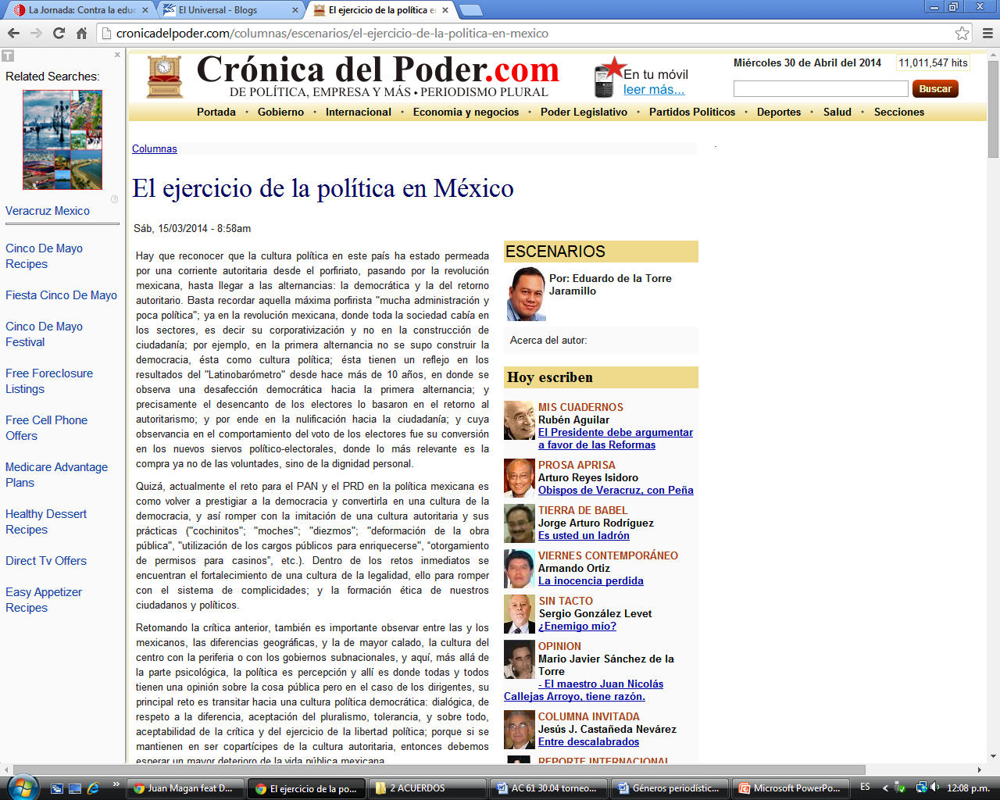 La Jornada: Contra la educ
El Universal - Blogs
El ejercicio de la política en
cronicadelpoder.com/columnas/escenarios/el-ejercicio-de-la-politica-en-mexico
Related Searches:
Veracruz Mexico
Cinco De Mayo
Recipes
Fiesta Cinco De Mayo
Cinco De Mayo
Festival
Free Foreclosure
Listings
Free Cell Phone
Offers
Medicare Advantage
Plans
Healthy Dessert
Recipes
Direct Tv Offers
Easy Appetizer
Recipes
Crónica del Poder.com
DE POLÍTICA, EMPRESA Y MÁS • PERIODISMO PLURAL
En tu móvil
leer más...
Miércoles 30 de Abril del 2014
11,011,547 hits
Buscar
Portada • Gobierno • Internacional • Economia y negocios • Poder Legislativo • Partidos Politicos • Deportes • Salud • Secciones
Columnas
El ejercicio de la política en México
Sáb, 15/03/2014 - 8:58am
Hay que reconocer que la cultura política en este país ha estado permeada
por una corriente autoritaria desde el porfiriato, pasando por la revolución
mexicana, hasta llegar a las alternancias: la democrática y la del retorno
autoritario. Basta recordar aquella máxima porfirista "mucha administración y
poca política"; ya en la revolución mexicana, donde toda la sociedad cabía en
los sectores, es decir su corporativización y no en la construcción de
ciudadanía; por ejemplo, en la primera alternancia no se supo construir la
democracia, ésta como cultura política; ésta tienen un reflejo en los
resultados del "Latinobarómetro" desde hace más de 10 años, en donde se
observa una desafección democrática hacia la primera alternancia; y
precisamente el desencanto de los electores lo basaron en el retorno al
autoritarismo; y por ende en la nulificación hacia la ciudadanía; y cuya
observancia en el comportamiento del voto de los electores fue su conversión
en los nuevos siervos político-electorales, donde lo más relevante es la
compra ya no de las voluntades, sino de la dignidad personal.
Quizá, actualmente el reto para el PAN y el PRD en la política mexicana es
como volver a prestigiar a la democracia y convertirla en una cultura de la
democracia, y así romper con la imitación de una cultura autoritaria y sus
prácticas ("cochinitos"; "moches"; "diezmos"; "deformación de la obra
pública", "utilización de los cargos públicos para enriquecerse", “otorgamiento
de permisos para casinos”, etc.). Dentro de los retos inmediatos se
encuentran el fortalecimiento de una cultura de la legalidad, ello para romper
con el sistema de complicidades; y la formación ética de nuestros
ciudadanos y políticos.
Retomando la crítica anterior, también es importante observar entre las y los
mexicanos, las diferencias geográficas, y la de mayor calado, la cultura del
centro con la periferia o con los gobiernos subnacionales, y aquí, más allá de
la parte psicológica, la política es percepción y allí es donde todas y todos
tienen una opinión sobre la cosa pública pero en el caso de los dirigentes, su
principal reto es transitar hacia una cultura política democrática: dialógica, de
respeto a la diferencia, aceptación del pluralismo, tolerancia, y sobre todo,
aceptabilidad de la crítica y del ejercicio de la libertad política; porque si se
mantienen en ser copartícipes de la cultura autoritaria, entonces debemos
esperar un mayor deterioro de la vida pública mexicana.
ESCENARIOS
Por: Eduardo de la Torre
Jaramillo
Acerca del autor:
Hoy escriben
MIS CUADERNOS
Rubén Aguilar
El Presidente debe argumentar
a favor de las Reformas
PROSA APRISA
Arturo Reyes Isidoro
Obispos de Veracruz, con Peña
TIERRA DE BABEL
Jorge Arturo Rodríguez
Es usted un ladrón
VIERNES CONTEMPORÁNEO
Armando Ortiz
La inocencia perdida
SIN TACTO
Sergio González Levet
¿Enemigo mío?
OPINION
Mario Javier Sánchez de la
Torre
- El maestro Juan Nicolás
Callejas Arroyo, tiene razón.
COLUMNA INVITADA
Jesús J. Castañeda Nevárez
Entre descalabrados
REPORTE INTERNACIONAL
Juan Magan feat D...
El ejercicio de la po...
2 ACUERDOS
AC 61 30.04 torneo...
Géneros periodístic...
Microsoft PowerPo...
ES
12:08 p.m.